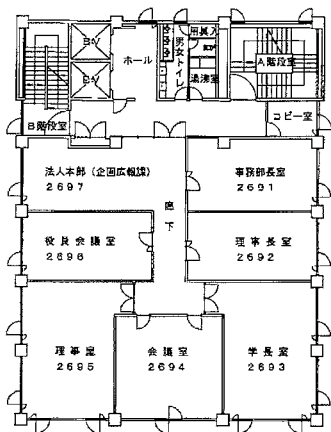 用具入
EV
ホール
男女トイレ
湯沸室
A階段室
EV
B階段室
コピー室
法人本部(企画広報課)
2697
事務部長室
2691
廊下
役員会議室
2696
理事長室
2692
理事室
2695
会議室
2694
学長室
2693